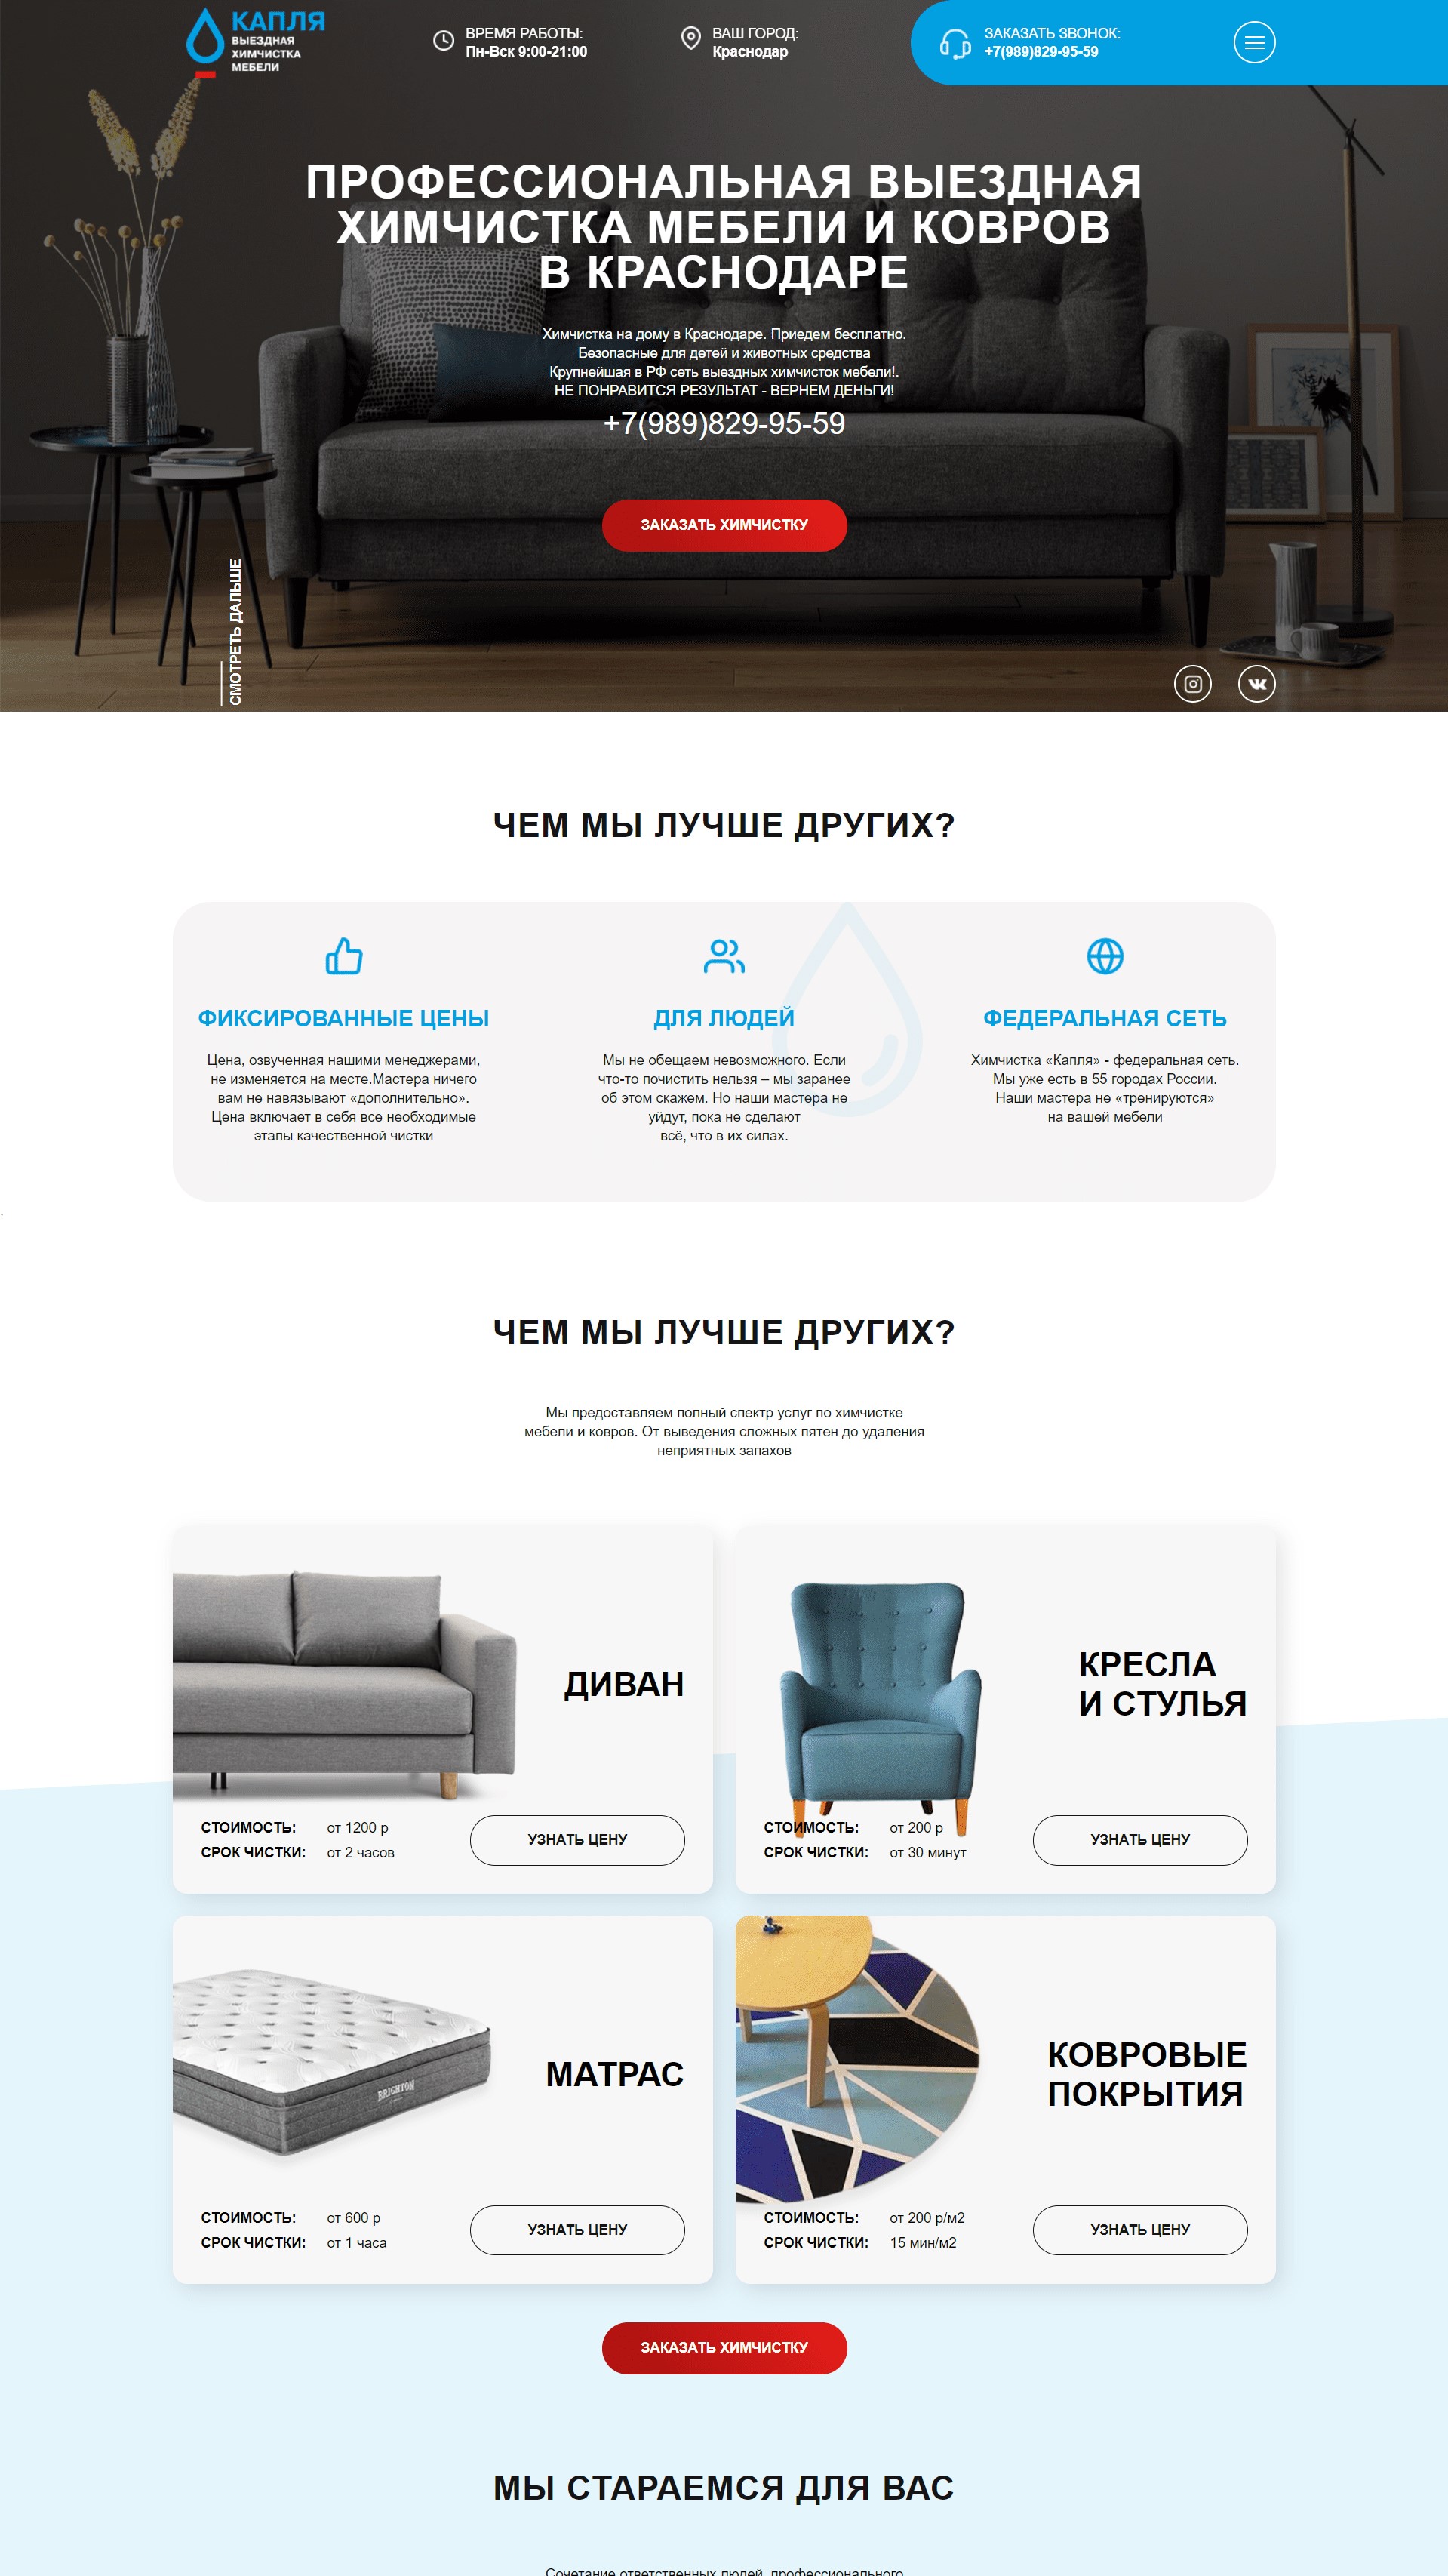 КАПЛЯ
ВЫЕЗДНАЯ
ХИМЧИСТКА
МЕБЕЛИ
ВРЕМЯ РАБОТЫ:
Пн-Вск 9:00-21:00
ВАШ ГОРОД:
Краснодар
ЗАКАЗАТЬ ЗВОНОК:
+7(989)829-95-59
ПРОФЕССИОНАЛЬНАЯ ВЫЕЗДНАЯ
ХИМЧИСТКА МЕБЕЛИ И КОВРОВ
В КРАСНОДАРЕ
Химчистка на дому в Краснодаре. Приедем бесплатно.
Безопасные для детей и животных средства
Крупнейшая в РФ сеть выездных химчисток мебели!.
НЕ ПОНРАВИТСЯ РЕЗУЛЬТАТ - ВЕРНЕМ ДЕНЬГИ!
+7(989)829-95-59
ЗАКАЗАТЬ ХИМЧИСТКУ
СМОТРЕТЬ ДАЛЬШЕ
ЧЕМ МЫ ЛУЧШЕ ДРУГИХ?
ФИКСИРОВАННЫЕ ЦЕНЫ
Цена, озвученная нашими менеджерами,
не изменяется на месте.Мастера ничего
вам не навязывают «дополнительно».
Цена включает в себя все необходимые
этапы качественной чистки
ДЛЯ ЛЮДЕЙ
Мы не обещаем невозможного. Если
что-то почистить нельзя – мы заранее
об этом скажем. Но наши мастера не
уйдут, пока не сделают
всё, что в их силах.
ФЕДЕРАЛЬНАЯ СЕТЬ
Химчистка «Капля» - федеральная сеть.
Мы уже есть в 55 городах России.
Наши мастера не «тренируются»
на вашей мебели
.
ЧЕМ МЫ ЛУЧШЕ ДРУГИХ?
Мы предоставляем полный спектр услуг по химчистке
мебели и ковров. От выведения сложных пятен до удаления
неприятных запахов
ДИВАН
СТОИМОСТЬ: от 1200 р
СРОК ЧИСТКИ: от 2 часов
УЗНАТЬ ЦЕНУ
КРЕСЛА
И СТУЛЬЯ
СТОИМОСТЬ: от 200 р
СРОК ЧИСТКИ: от 30 минут
УЗНАТЬ ЦЕНУ
BRIGHTON
МАТРАС
СТОИМОСТЬ: от 600 р
СРОК ЧИСТКИ: от 1 часа
УЗНАТЬ ЦЕНУ
КОВРОВЫЕ
ПОКРЫТИЯ
СТОИМОСТЬ: от 200 р/м2
СРОК ЧИСТКИ: 15 мин/м2
УЗНАТЬ ЦЕНУ
ЗАКАЗАТЬ ХИМЧИСТКУ
МЫ СТАРАЕМСЯ ДЛЯ ВАС
Сочетание ответственных людей, профессионального